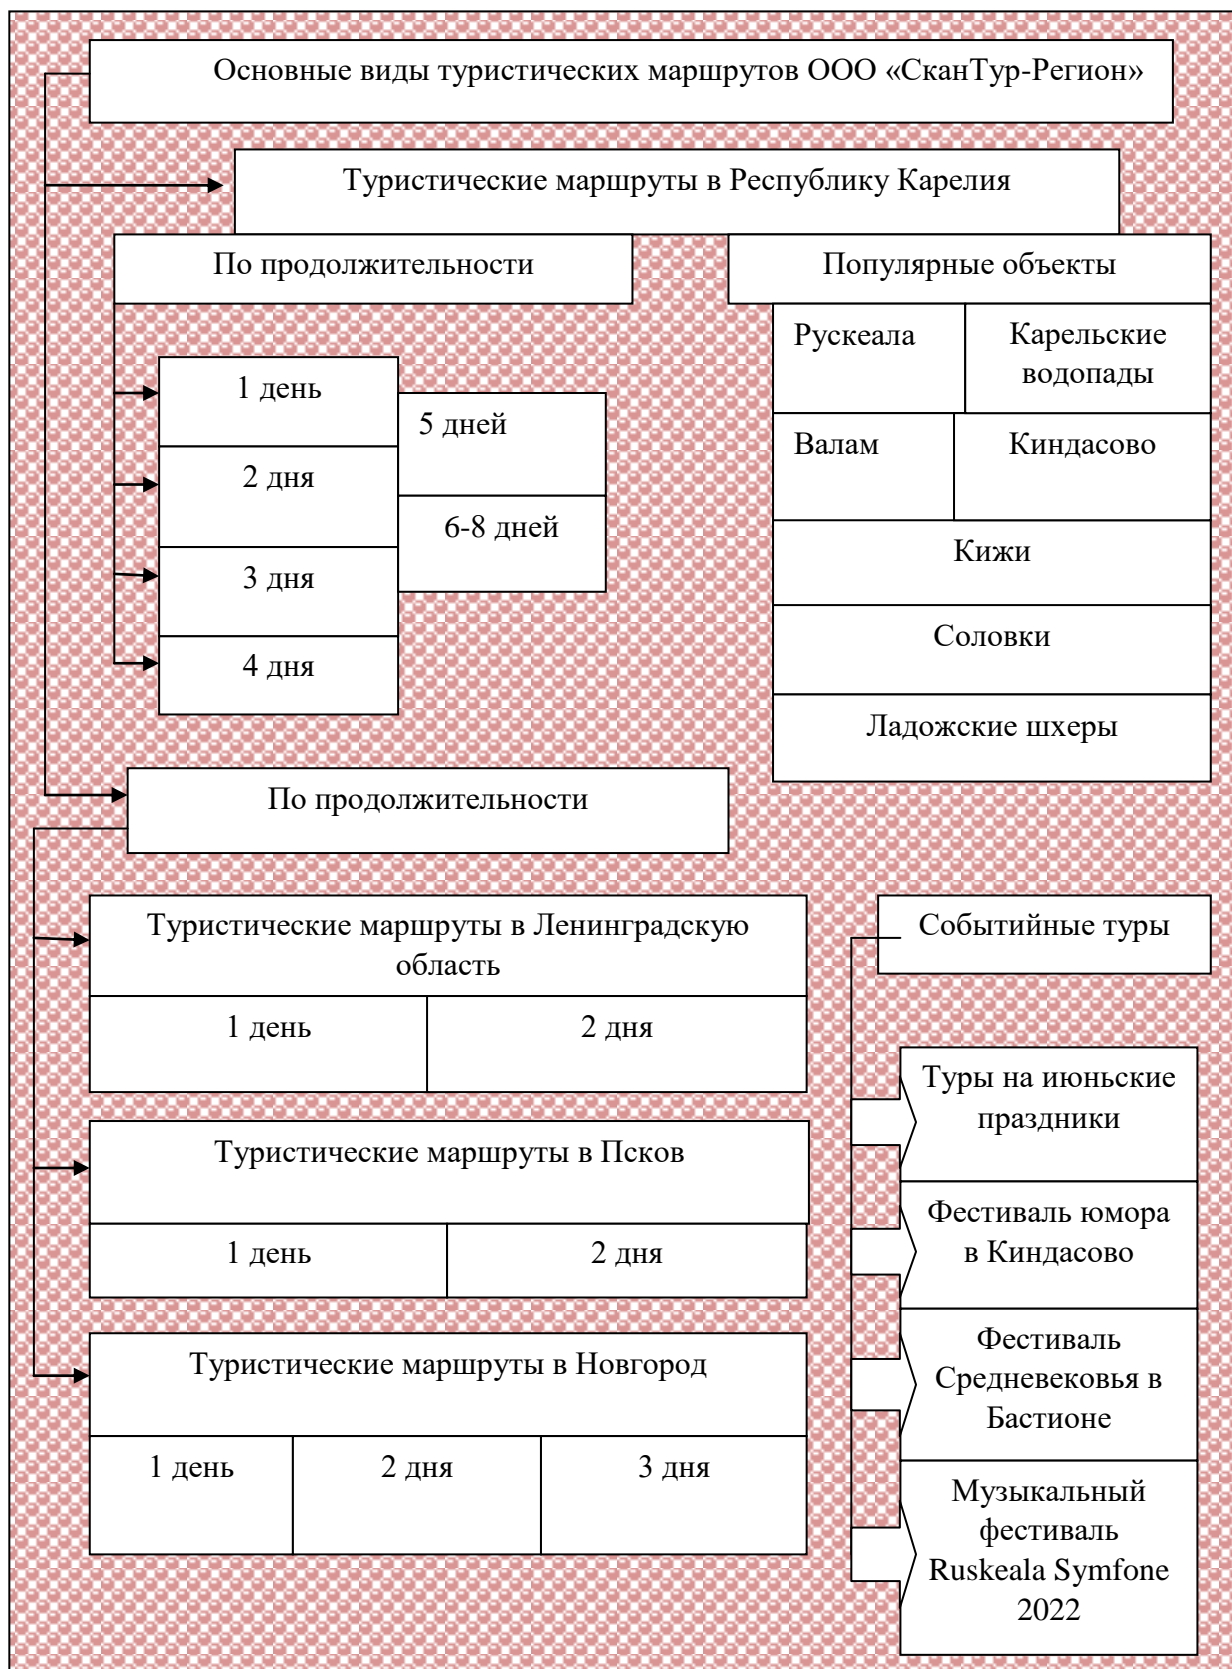 Основные виды туристических маршрутов ООО «СканТур-Регион»
Туристические маршруты в Республику Карелия
По продолжительности
1 день
2 дня
3 дня
4 дня
5 дней
6-8 дней
Популярные объекты
Рускеала
Карельские
водопады
Валам
Киндасово
Кижи
Соловки
Ладожские шхеры
По продолжительности
Туристические маршруты в Ленинградскую
область
1 день
2 дня
Туристические маршруты в Псков
1 день
2 дня
Туристические маршруты в Новгород
1 день
2 дня
3 дня
Событийные туры
Туры на июньские
праздники
Фестиваль юмора
в Киндасово
Фестиваль
Средневековья в
Бастионе
Музыкальный
фестиваль
Ruskeala Symfone
2022